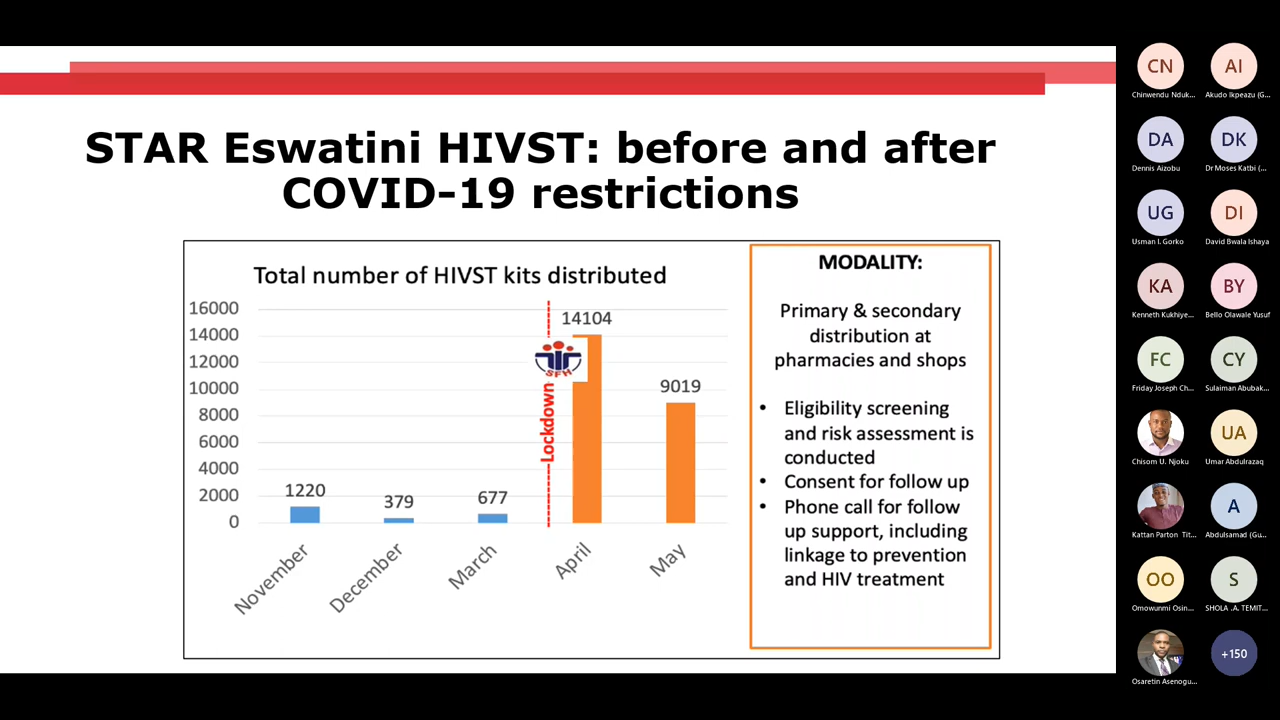 STAR Eswatini HIVST: before and after
COVID-19 restrictions
Total number of HIVST kits distributed
16000
14000
12000
10000
8000
6000
4000
2000
0
1220
379
677
14104
9019
Lockdown
SFH
November
December
March
April
May
MODALITY:
Primary & secondary
distribution at
pharmacies and shops
• Eligibility screening
and risk assessment is
conducted
• Consent for follow up
• Phone call for follow
up support, including
linkage to prevention
and HIV treatment
CN
Chinwendu Nduk...
AI
Akudo Ikpeazu (G...
DA
Dennis Aizobu
DK
Dr Moses Katbi (...
UG
Usman I. Gorko
DI
David Bwala Ishaya
KA
Kenneth Kukhiye...
BY
Bello Olawale Yusuf
FC
Friday Joseph Ch...
CY
Sulaiman Abubak...
Chisom U. Njoku
UA
Umar Abdulrazaq
Kattan Parton Tit...
A
Abdulsamad (Gu...
OO
Omowunmi Osin...
S
SHOLA .A. TEMIT...
Osaretin Asenogu...
+150